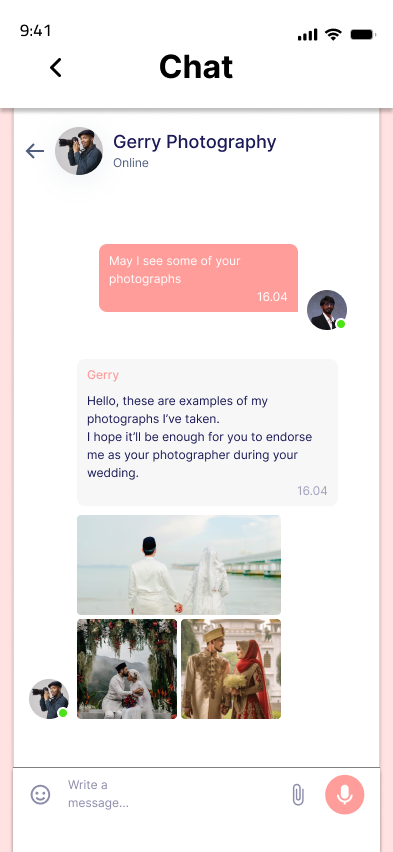 9:41
Chat
Gerry Photography
Online
May I see some of your
photographs
16.04
Gerry
Hello, these are examples of my
photographs I've taken.
I hope it'll be enough for you to endorse
me as your photographer during your
wedding.
16.04
Write a
message...